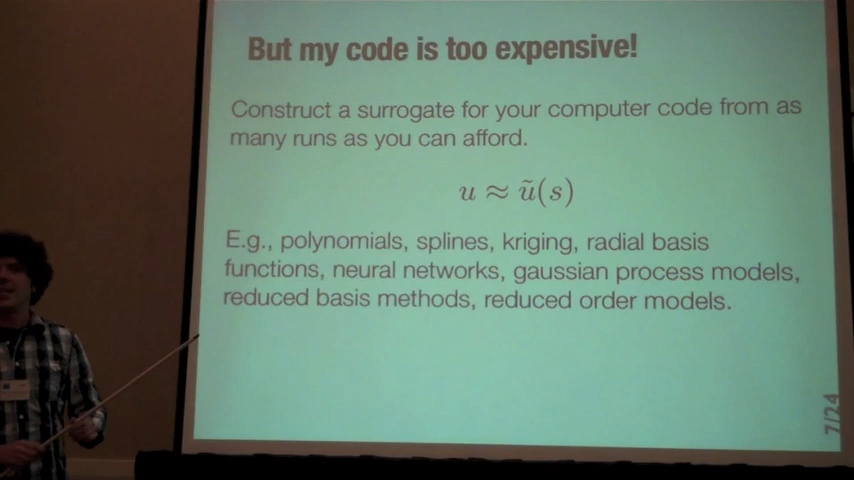 But my code is too expensive!
Construct a surrogate for your computer code from as
many runs as you can afford.
u ≈ ũ(s)
E.g., polynomials, splines, kriging, radial basis
functions, neural networks, gaussian process models,
reduced basis methods, reduced order models.
7/24